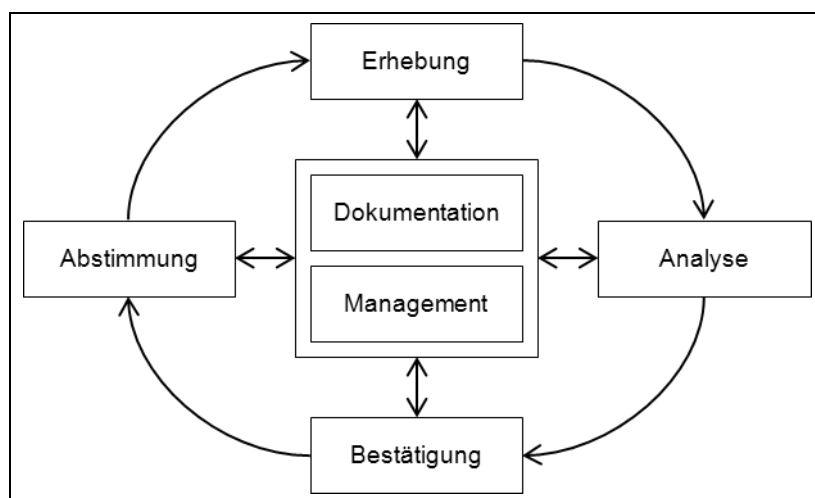 Erhebung
Dokumentation
Abstimmung
Analyse
Management
Bestätigung